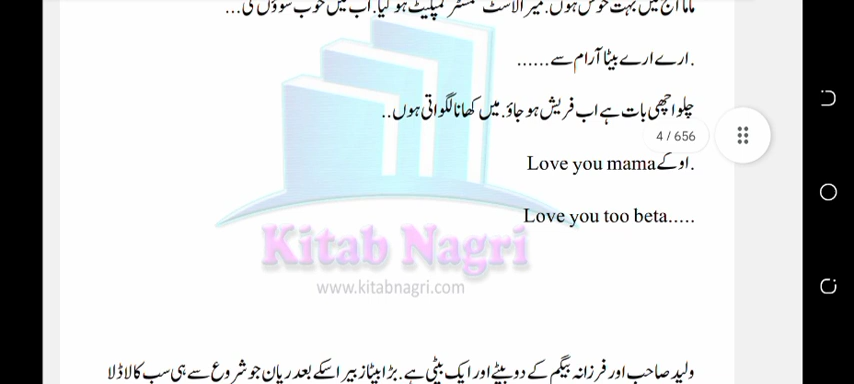 ماما آج میں بہت خوش ہوں. میرا لاسٹ سمسٹر کمپلیٹ ہو گیا. اب میں خوب سوؤں گی...
.ارے ارے بیٹا آرام سے......
چلو اچھی بات ہے اب فریش ہو جاؤ. میں کھانا لگواتی ہوں..
4 / 656
.اوکے Love you mama
Love you too beta.....
Kitab Nagri
www.kitabnagri.com
ولید صاحب اور فرزانہ بیگم کے دو بیٹے اور ایک بیٹی ہے. بڑا بیٹا زبیر اسکے بعد ریان جو شروع سے ہی سب کا لاڈلا